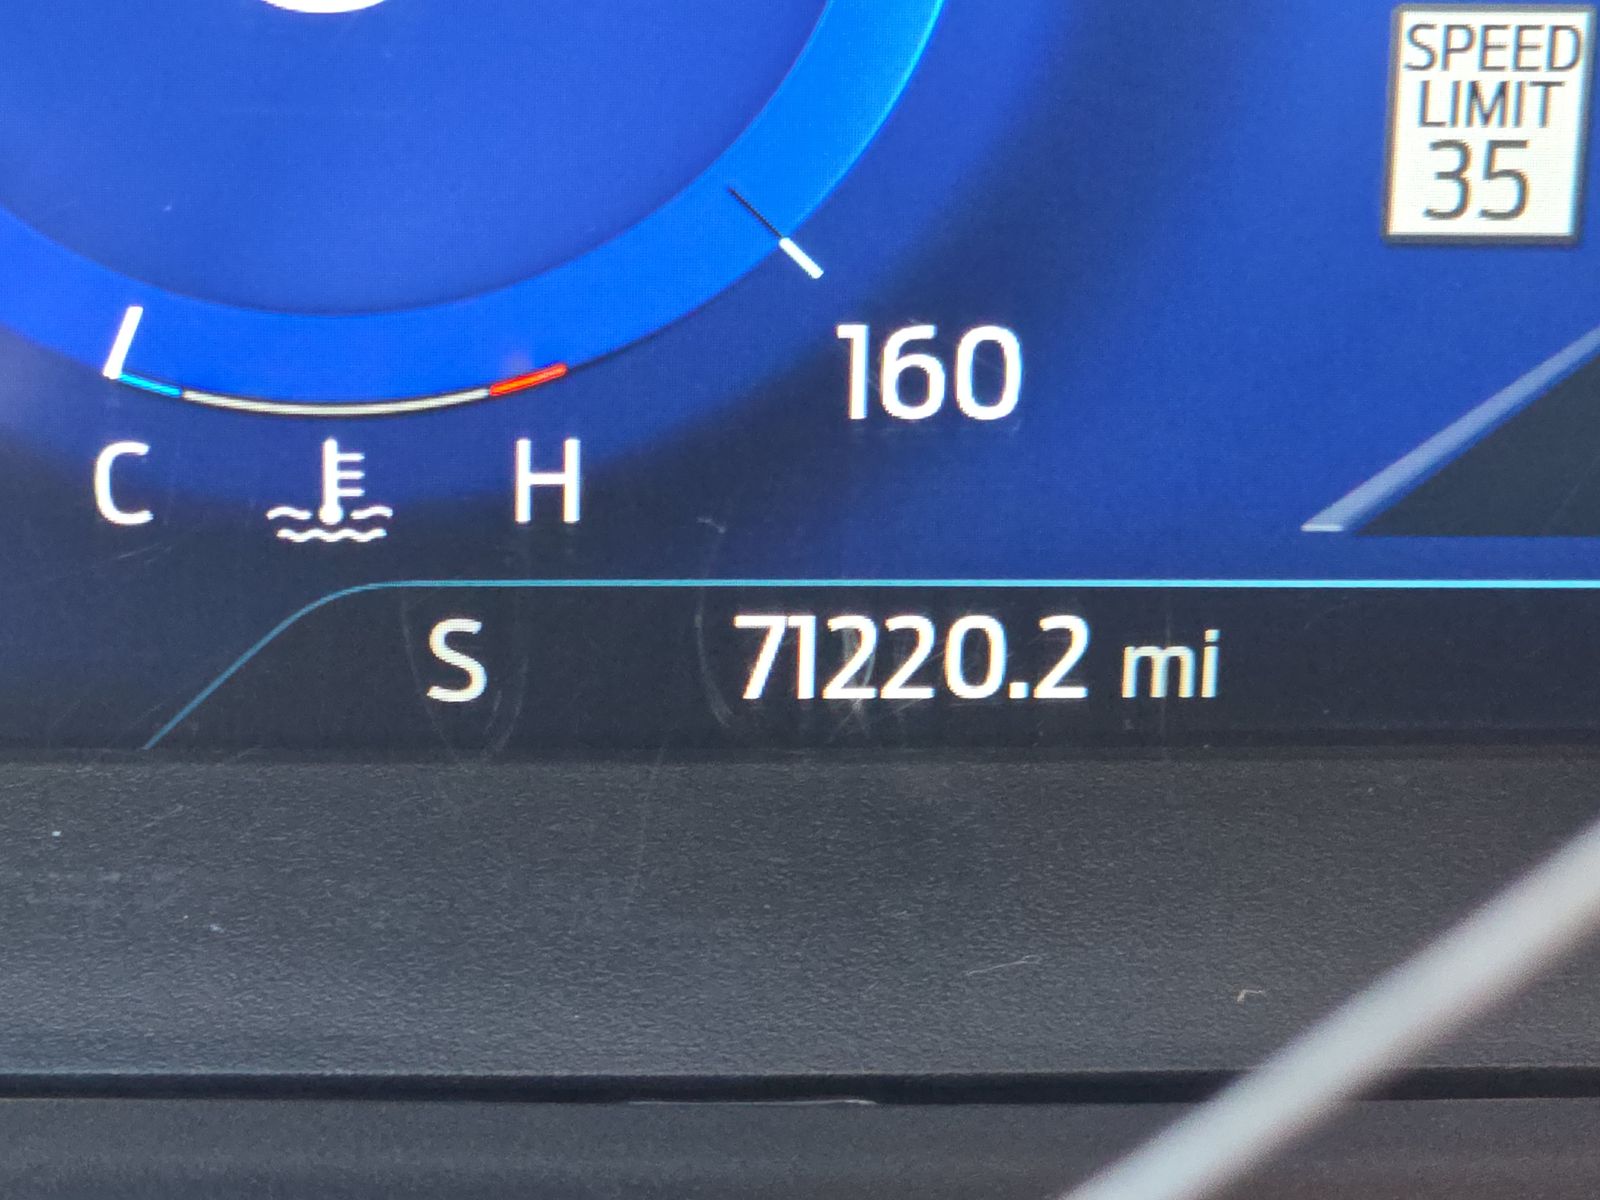 SPEED
LIMIT
35
160
C H
S 71220.2 mi